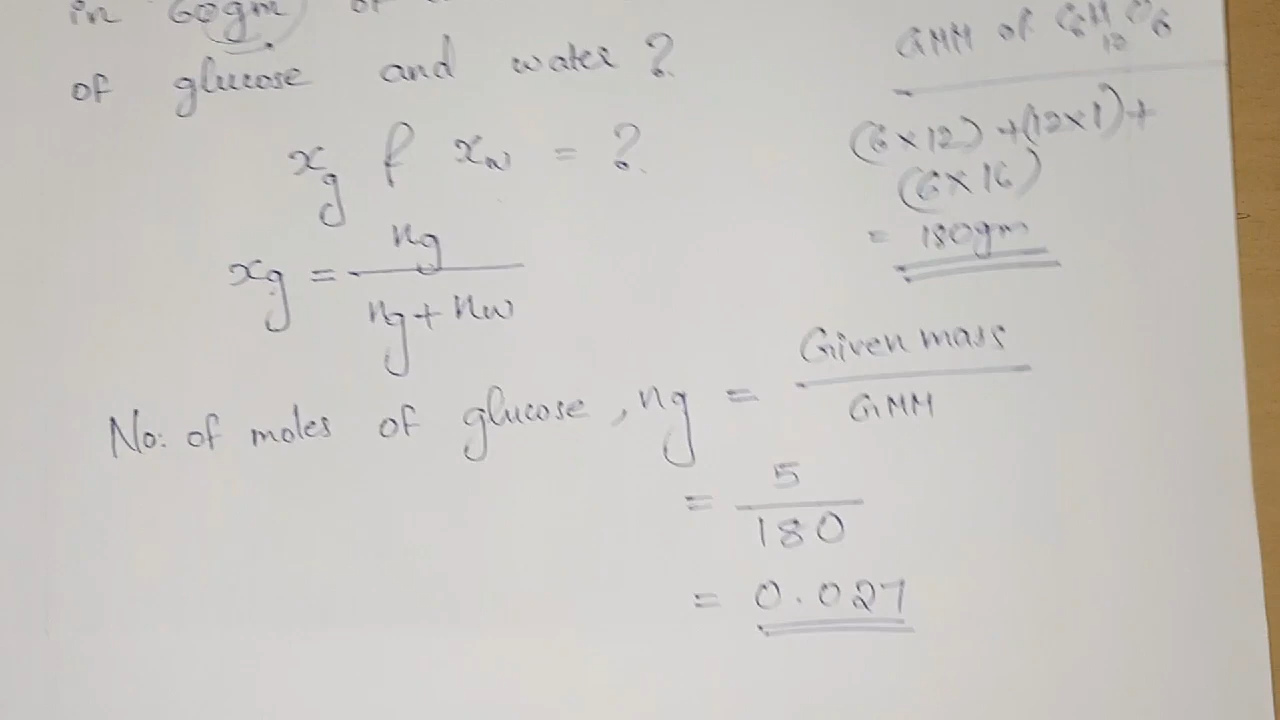 in 60gm of
of glucose and water ?
xg & xw = ?
xg = ng
ng + nw
GMM of C6H12O6
(6×12) + (12×1) +
(6×16)
= 180gm
No: of moles of glucose, ng = Given mass
GMM
= 5
180
= 0.027